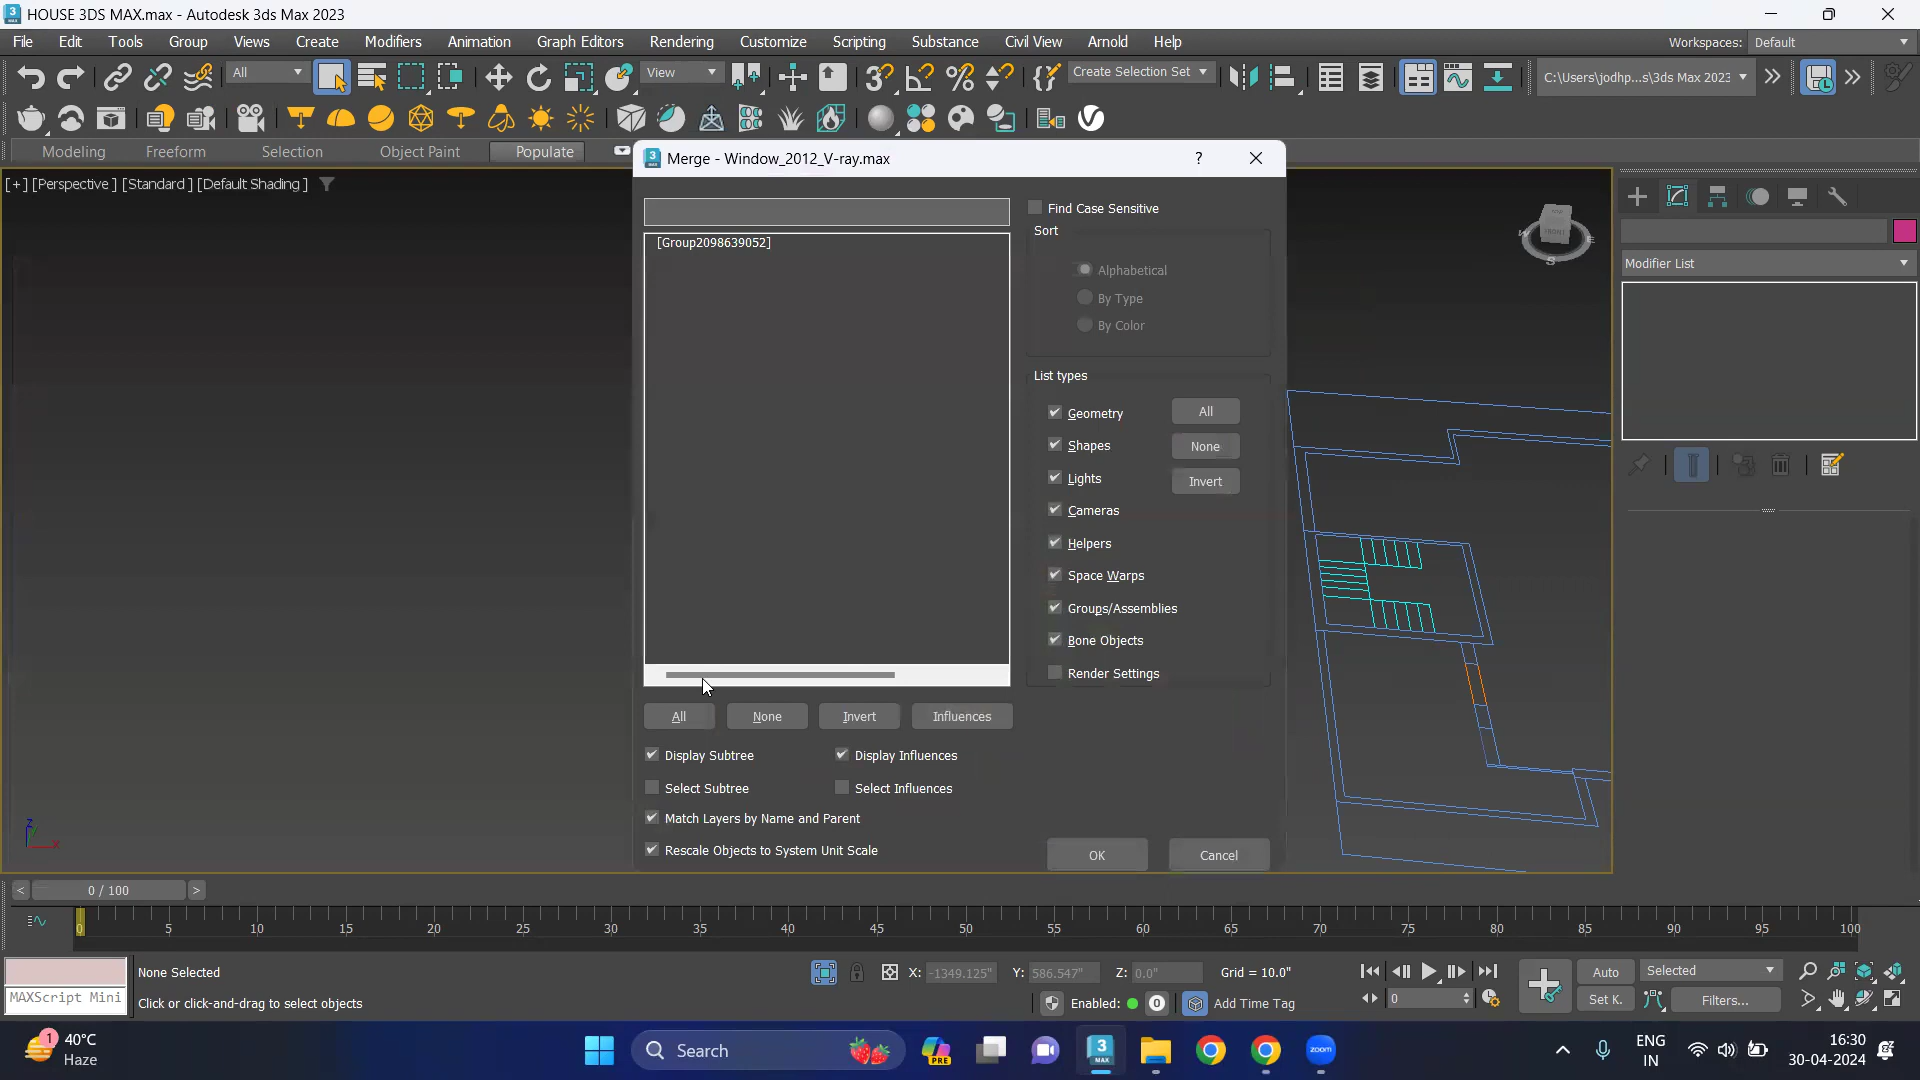 HOUSE 3DS MAX.max - Autodesk 3ds Max 2023
File Edit Tools Group Views Create Modifiers Animation Graph Editors Rendering Customize Scripting Substance Civil View Arnold Help
Workspaces: Default
All
View
Create Selection Set
C:\Users\jodhp...s\3ds Max 2023
Modeling Freeform Selection Object Paint Populate
[+] [Perspective ] [Standard ] [Default Shading ]
Merge - Window_2012_V-ray.max
?
Find Case Sensitive
Sort
[Group2098639052]
Alphabetical
By Type
By Color
List types
Geometry All
Shapes None
Lights Invert
Cameras
Helpers
Space Warps
Groups/Assemblies
Bone Objects
Render Settings
All None Invert Influences
Display Subtree Display Influences
Select Subtree Select Influences
Match Layers by Name and Parent
Rescale Objects to System Unit Scale
OK Cancel
Modifier List
< 0 / 100 >
0 5 10 15 20 25 30 35 40 45 50 55 60 65 70 75 80 85 90 95 100
None Selected
MAXScript Mini
Click or click-and-drag to select objects
X: -1349.125" Y: 586.547" Z: 0.0" Grid = 10.0"
Enabled: 0 Add Time Tag
0
Auto Selected
Set K. Filters...
40°C
Haze
Search
ENG
IN
16:30
30-04-2024